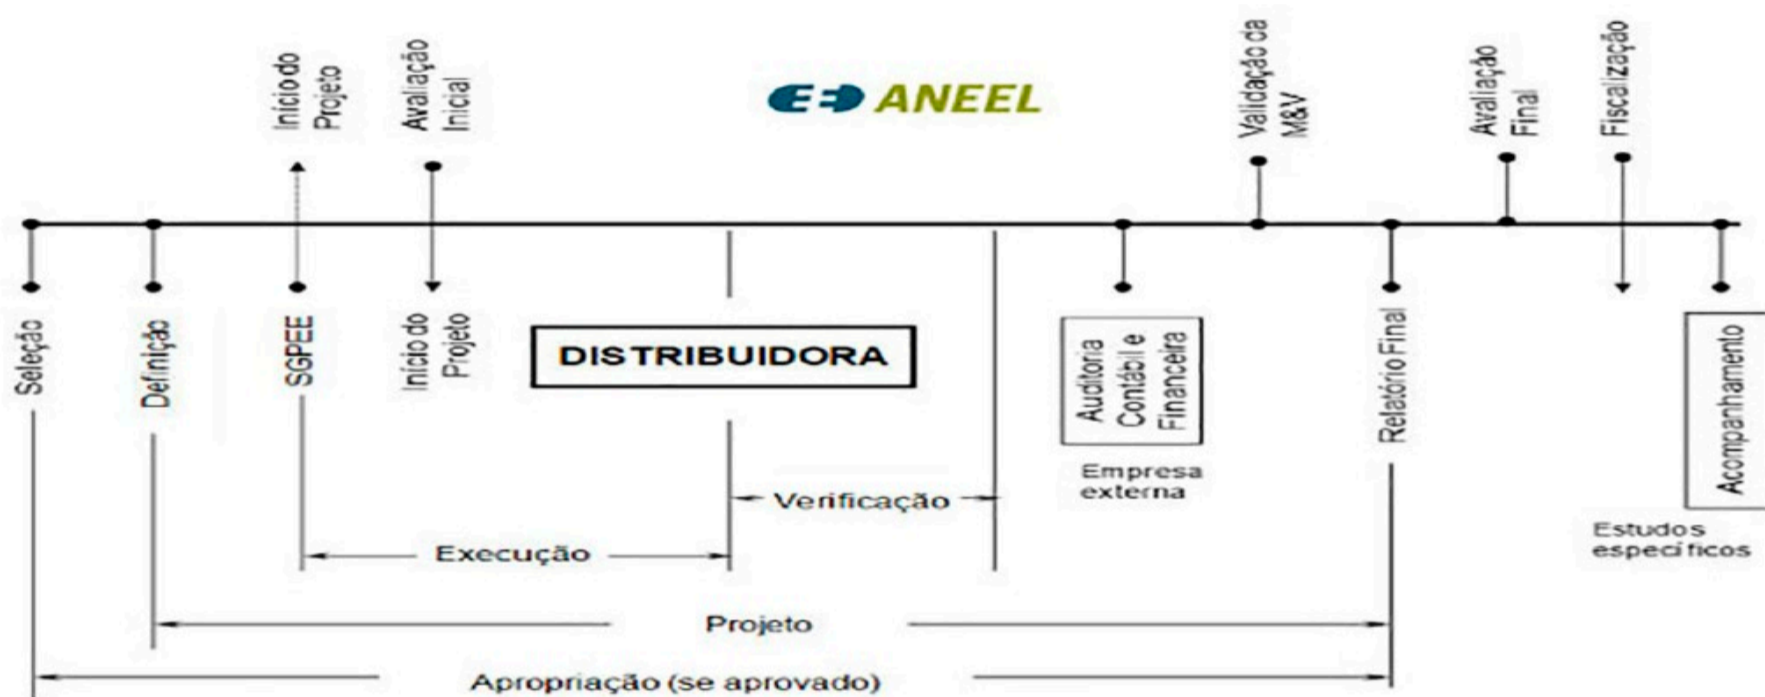 Início do
Projeto
Avaliação
Inicial
ANEEL
Validação da
M&V
Avaliação
Final
Fiscalização
Seleção
Definição
SGPEE
Início do
Projeto
DISTRIBUIDORA
Auditoria
Contábil e
Financeira
Empresa
externa
Relatório Final
Acompanhamento
Estudos
específicos
Verificação
Execução
Projeto
Apropriação (se aprovado)